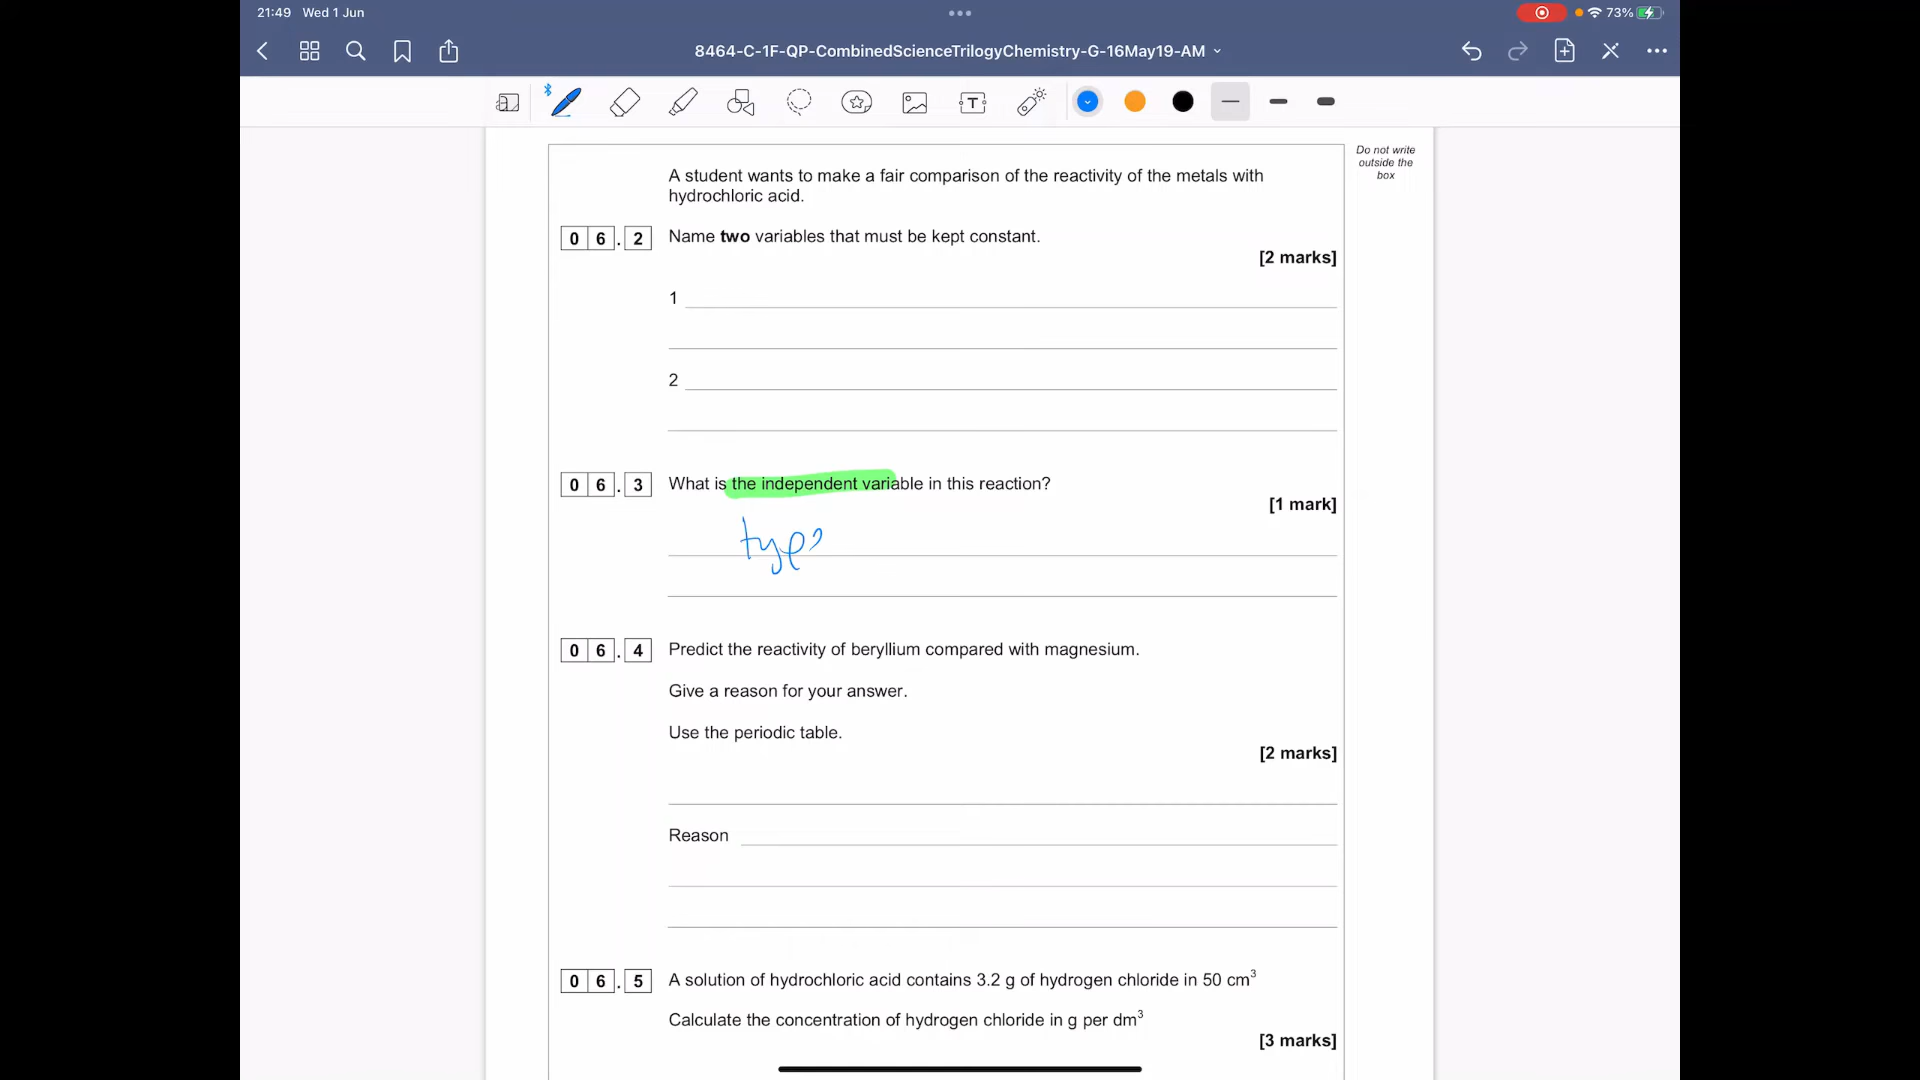 21:49 Wed 1 Jun
73%
8464-C-1F-QP-CombinedScienceTrilogyChemistry-G-16May19-AM
Do not write
outside the
box
A student wants to make a fair comparison of the reactivity of the metals with
hydrochloric acid.
0 6 . 2 Name two variables that must be kept constant.
[2 marks]
1
2
0 6 . 3 What is the independent variable in this reaction?
[1 mark]
typ
0 6 . 4 Predict the reactivity of beryllium compared with magnesium.
Give a reason for your answer.
Use the periodic table.
[2 marks]
Reason
0 6 . 5 A solution of hydrochloric acid contains 3.2 g of hydrogen chloride in 50 cm³
Calculate the concentration of hydrogen chloride in g per dm³
[3 marks]